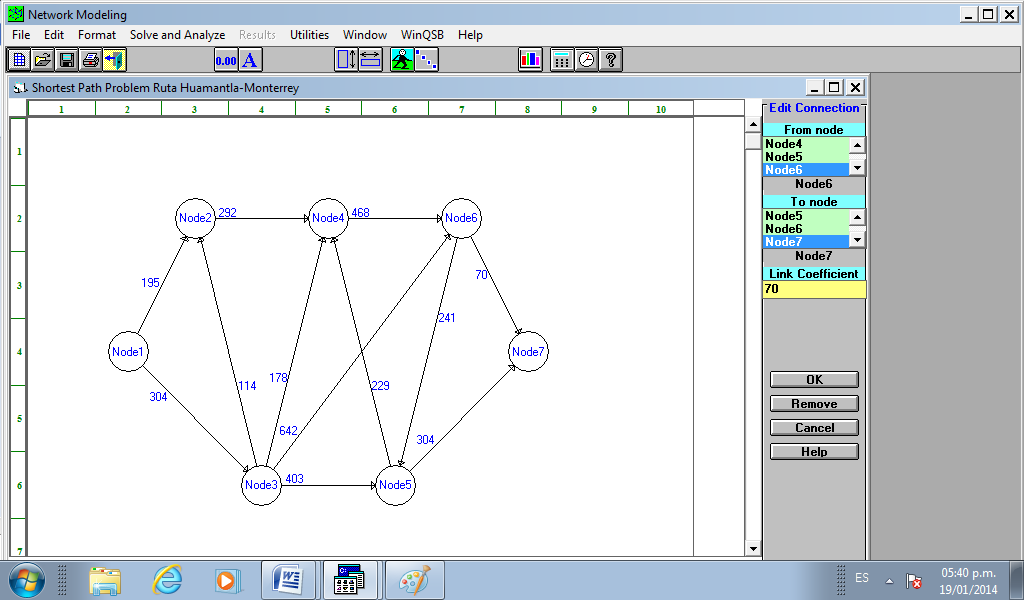 Network Modeling
File Edit Format Solve and Analyze Results Utilities Window WinQSB Help
0.00 A ?
Shortest Path Problem Ruta Huamantla-Monterrey
1 2 3 4 5 6 7 8 9 10
1
2
3
4
5
6
7
Node2 292 Node4 468 Node6
195 70
241
Node1 Node7
304 114 178 229
642 304
Node3 403 Node5
Edit Connection
From node
Node4
Node5
Node6
Node6
To node
Node5
Node6
Node7
Node7
Link Coefficient
70
OK
Remove
Cancel
Help
ES
05:40 p.m.
19/01/2014